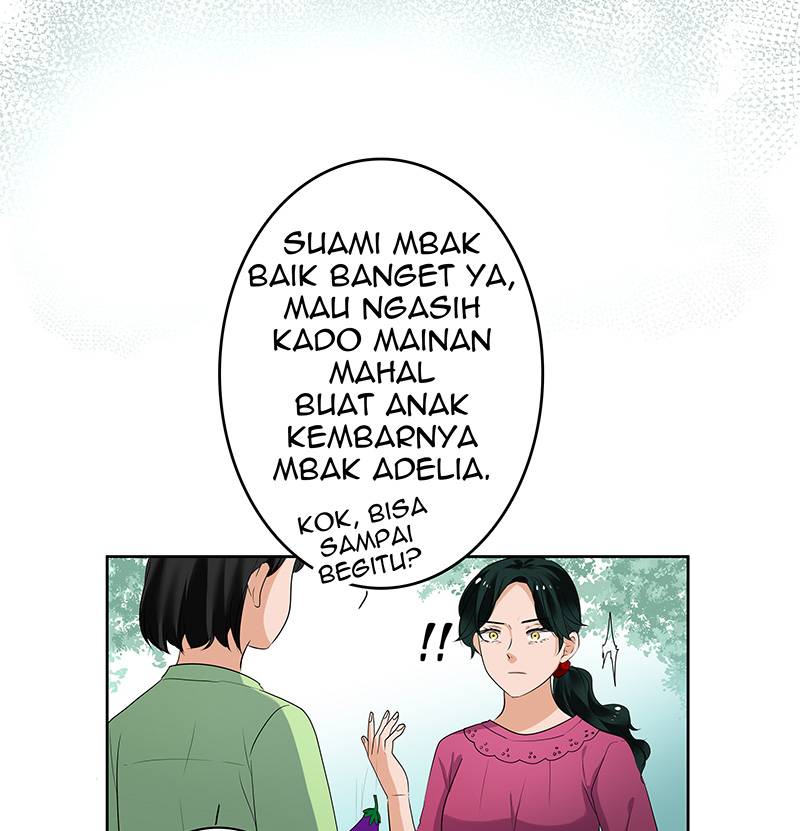 SUAMI MBAK
BAIK BANGET YA,
MAU NGASIH
KADO MAINAN
MAHAL
BUAT ANAK
KEMBARNYA
MBAK ADELIA.
KOK, BISA
SAMPAI
BEGITU?
!!